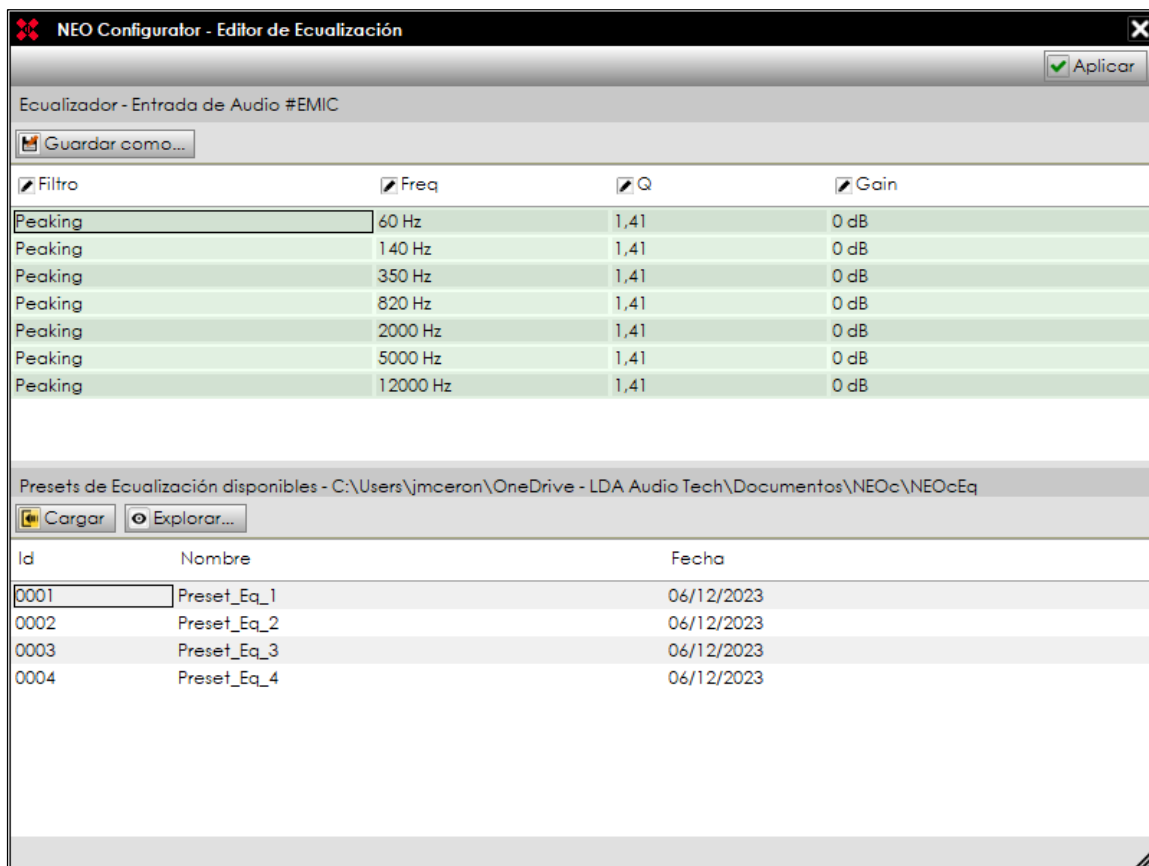 NEO Configurator - Editor de Ecualización
Aplicar
Ecualizador - Entrada de Audio #EMIC
Guardar como...
Filtro Freq Q Gain
Peaking 60 Hz 1,41 0 dB
Peaking 140 Hz 1,41 0 dB
Peaking 350 Hz 1,41 0 dB
Peaking 820 Hz 1,41 0 dB
Peaking 2000 Hz 1,41 0 dB
Peaking 5000 Hz 1,41 0 dB
Peaking 12000 Hz 1,41 0 dB
Presets de Ecualización disponibles - C:\Users\jmceron\OneDrive - LDA Audio Tech\Documentos\NEOc\NEOcEq
Cargar Explorar...
Id Nombre Fecha
0001 Preset_Eq_1 06/12/2023
0002 Preset_Eq_2 06/12/2023
0003 Preset_Eq_3 06/12/2023
0004 Preset_Eq_4 06/12/2023